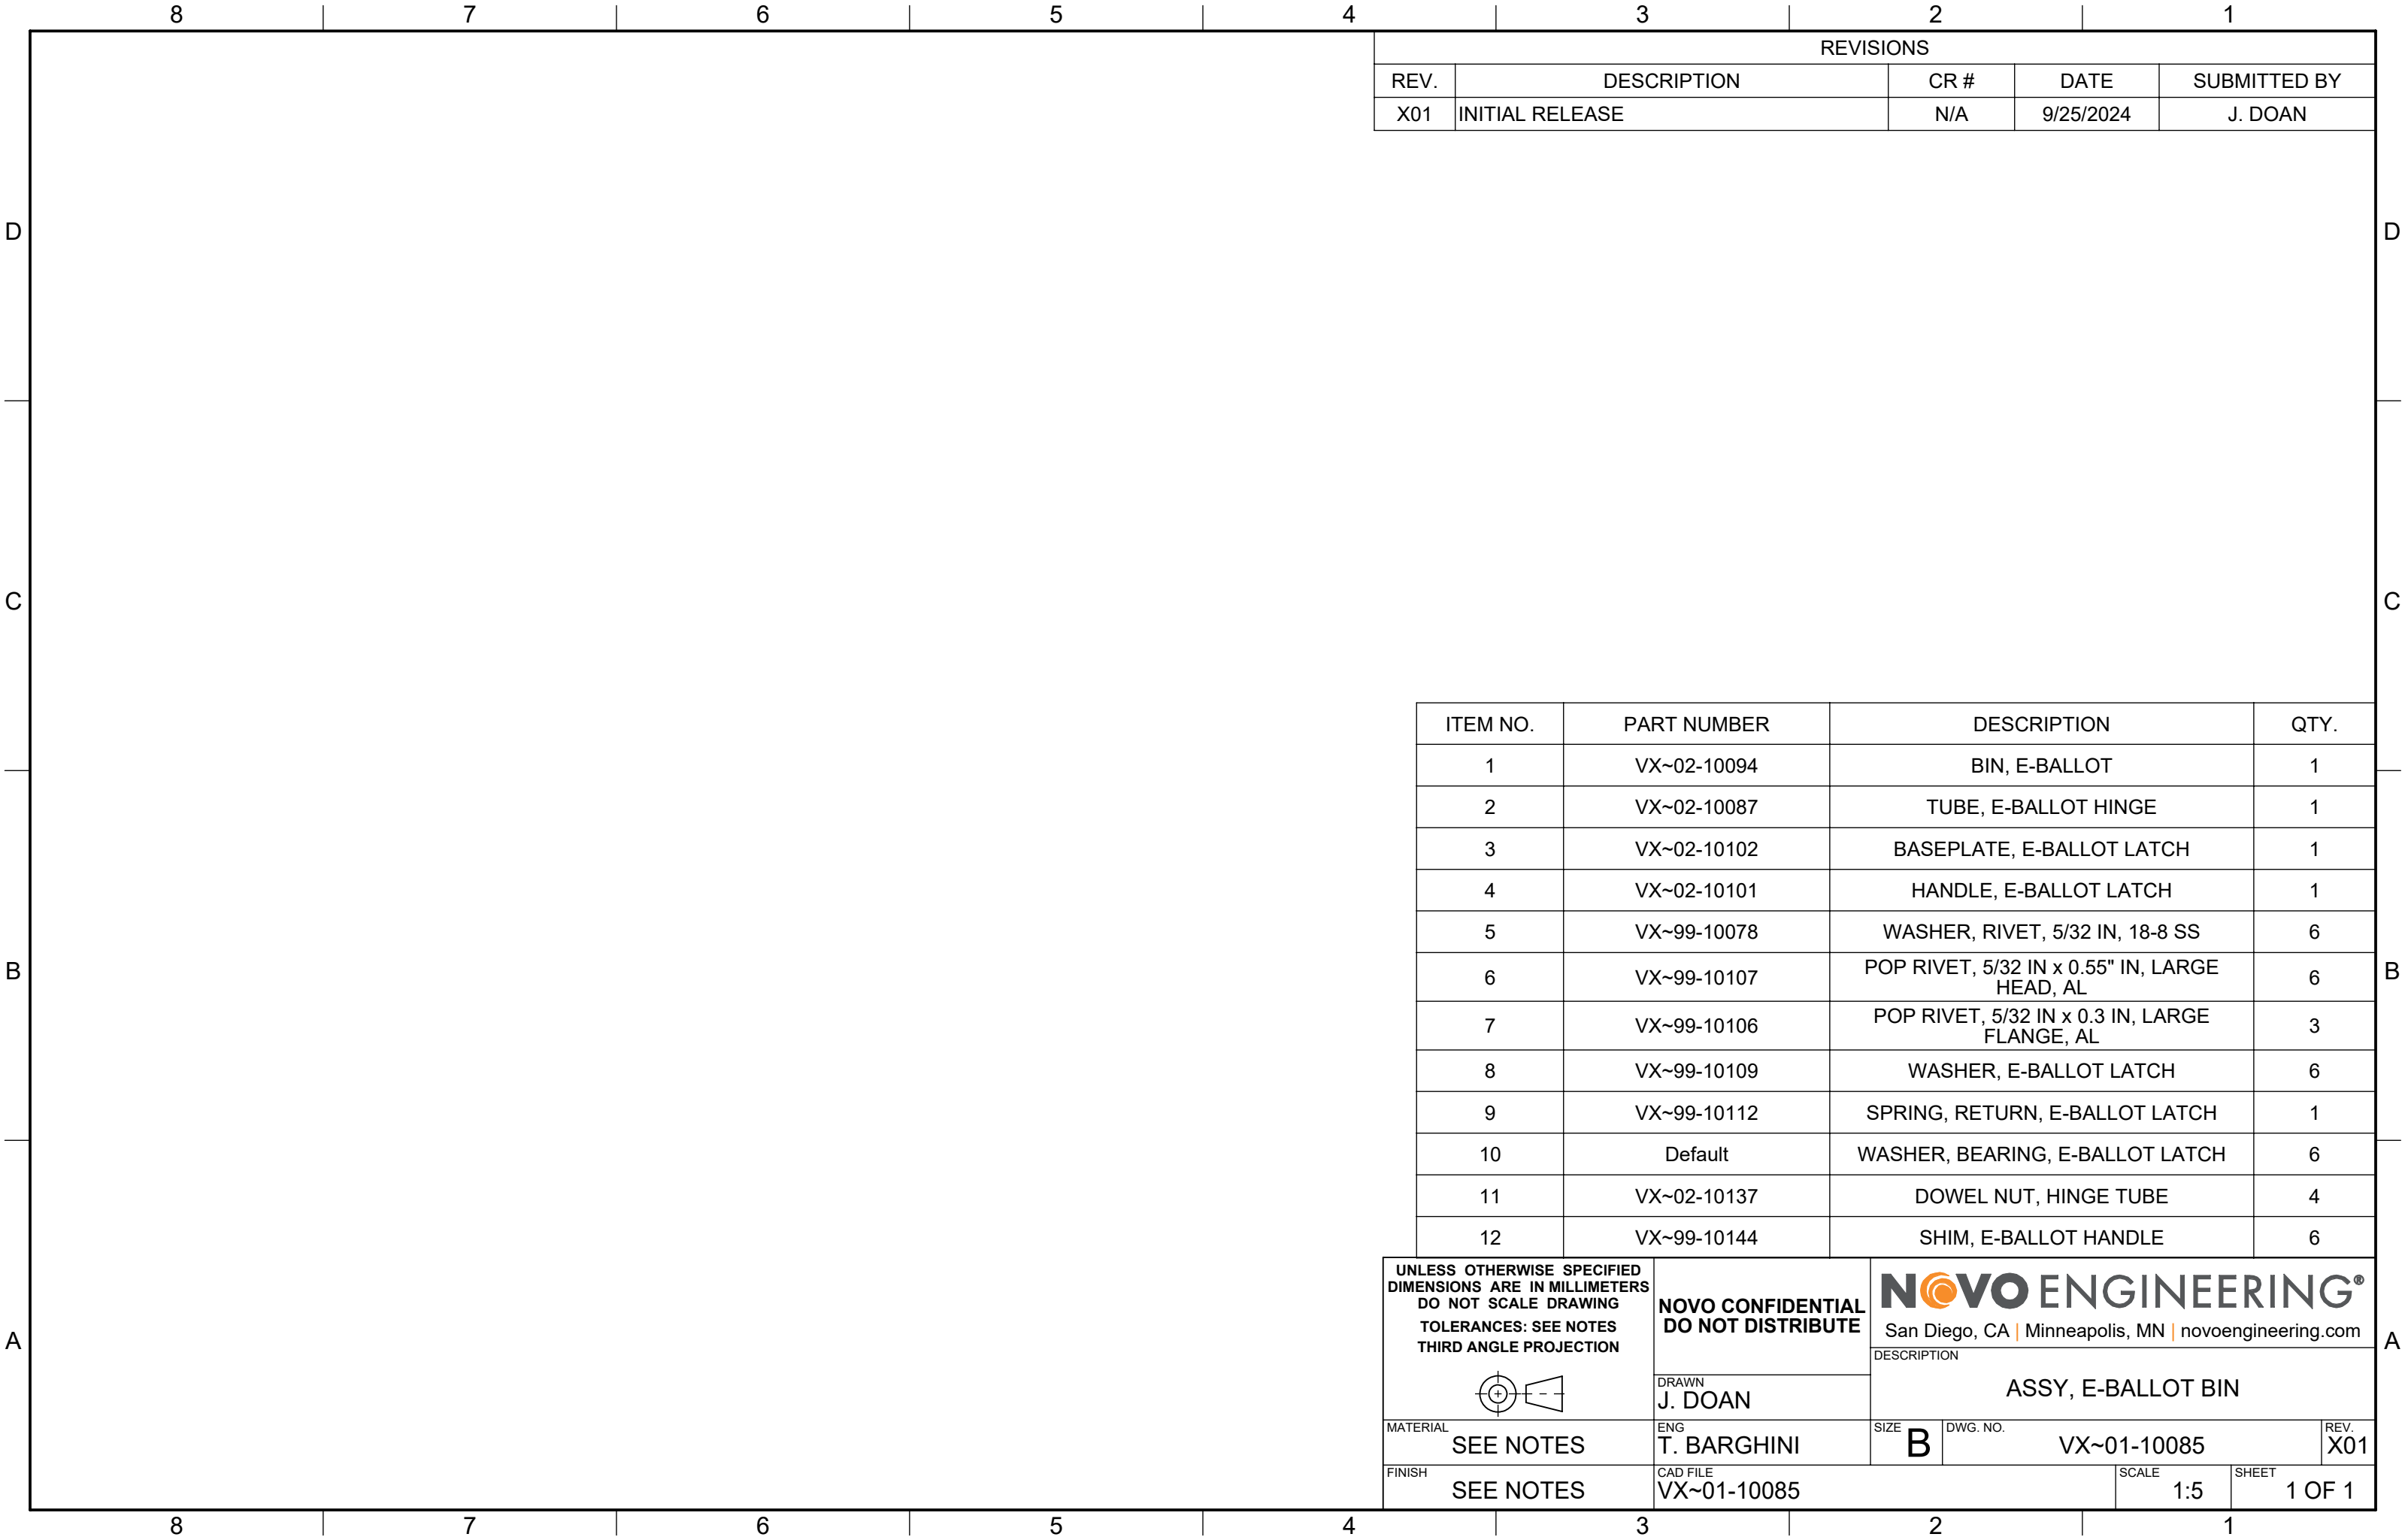 8 7 6 5 4 3 2 1
REVISIONS
REV. DESCRIPTION CR # DATE SUBMITTED BY
X01 INITIAL RELEASE N/A 9/25/2024 J. DOAN
D D
C C
ITEM NO. PART NUMBER DESCRIPTION QTY.
1 VX~02-10094 BIN, E-BALLOT 1
2 VX~02-10087 TUBE, E-BALLOT HINGE 1
3 VX~02-10102 BASEPLATE, E-BALLOT LATCH 1
4 VX~02-10101 HANDLE, E-BALLOT LATCH 1
5 VX~99-10078 WASHER, RIVET, 5/32 IN, 18-8 SS 6
B B
6 VX~99-10107 POP RIVET, 5/32 IN x 0.55" IN, LARGE
HEAD, AL 6
7 VX~99-10106 POP RIVET, 5/32 IN x 0.3 IN, LARGE
FLANGE, AL 3
8 VX~99-10109 WASHER, E-BALLOT LATCH 6
9 VX~99-10112 SPRING, RETURN, E-BALLOT LATCH 1
10 Default WASHER, BEARING, E-BALLOT LATCH 6
11 VX~02-10137 DOWEL NUT, HINGE TUBE 4
12 VX~99-10144 SHIM, E-BALLOT HANDLE 6
UNLESS OTHERWISE SPECIFIED
DIMENSIONS ARE IN MILLIMETERS
DO NOT SCALE DRAWING
TOLERANCES: SEE NOTES
THIRD ANGLE PROJECTION
NOVO CONFIDENTIAL
DO NOT DISTRIBUTE
NOVO ENGINEERING®
San Diego, CA | Minneapolis, MN | novoengineering.com
A A
DESCRIPTION
ASSY, E-BALLOT BIN
DRAWN
J. DOAN
MATERIAL
SEE NOTES
ENG
T. BARGHINI
SIZE
B
DWG. NO.
VX~01-10085
REV.
X01
FINISH
SEE NOTES
CAD FILE
VX~01-10085
SCALE
1:5
SHEET
1 OF 1
8 7 6 5 4 3 2 1